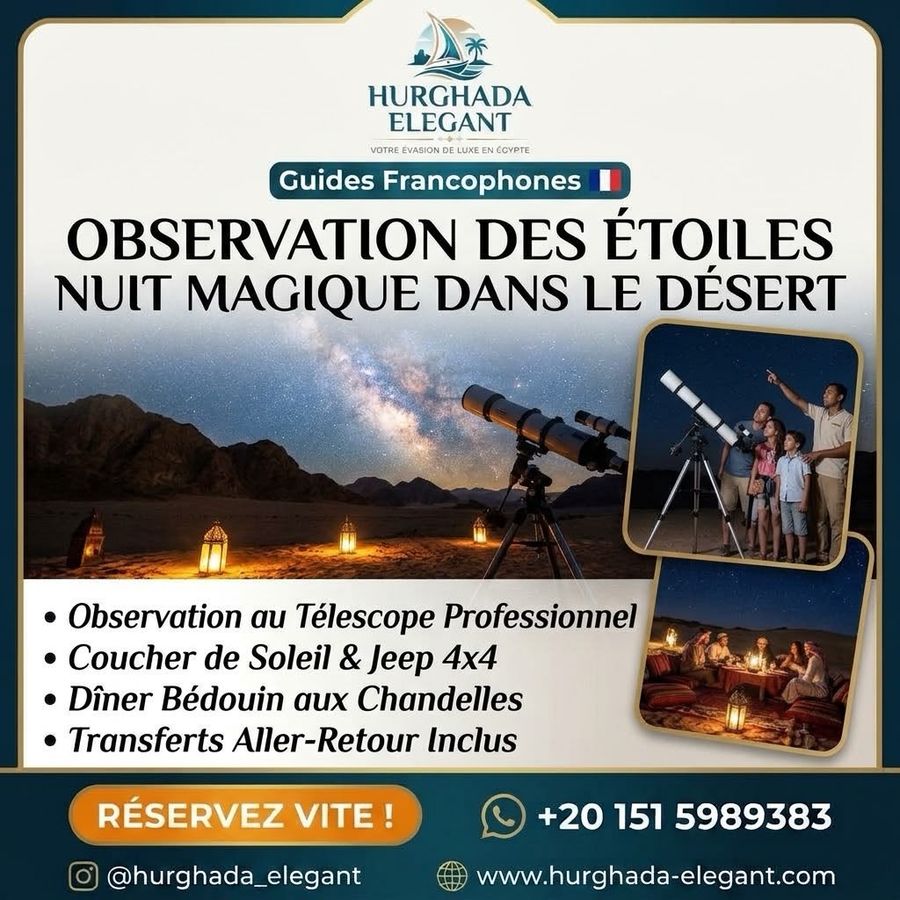 HURGHADA
ELEGANT
VOTRE ÉVASION DE LUXE EN ÉGYPTE
Guides Francophones 🇫🇷
OBSERVATION DES ÉTOILES
NUIT MAGIQUE DANS LE DÉSERT
• Observation au Télescope Professionnel
• Coucher de Soleil & Jeep 4x4
• Dîner Bédouin aux Chandelles
• Transferts Aller-Retour Inclus
RÉSERVEZ VITE !
+20 151 5989383
@hurghada_elegant
www.hurghada-elegant.com